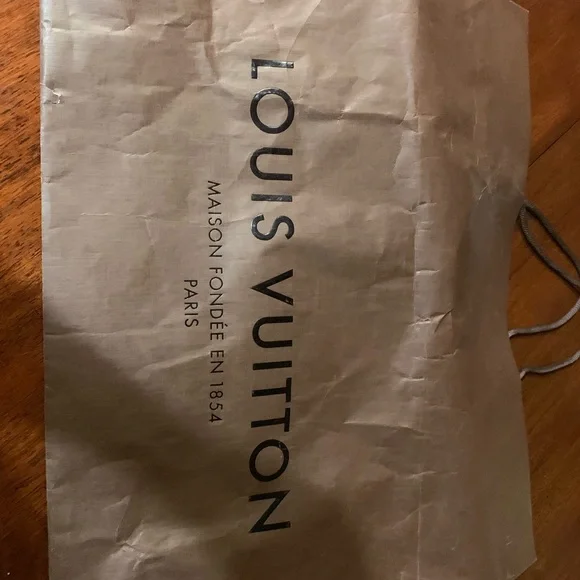 LOUIS VUITTON
MAISON FONDÉE EN 1854
PARIS